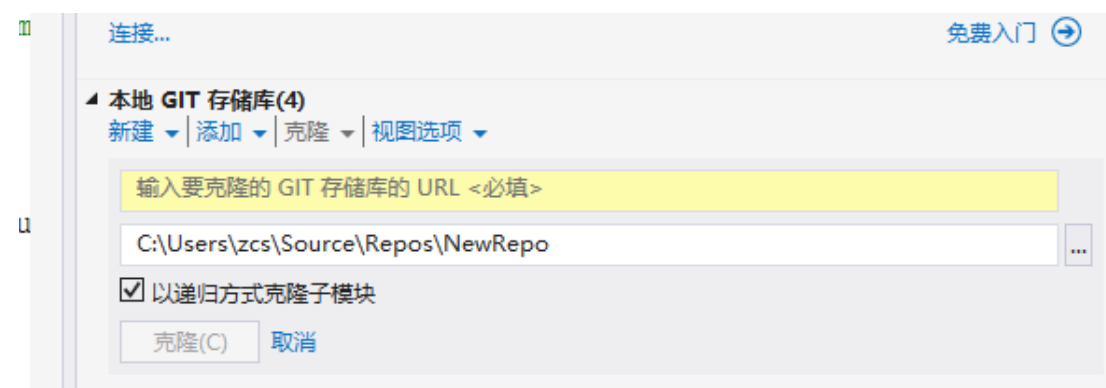 m
连接... 免费入门
本地 GIT 存储库(4)
新建 添加 克隆 视图选项
输入要克隆的 GIT 存储库的 URL <必填>
u
C:\Users\zcs\Source\Repos\NewRepo ...
以递归方式克隆子模块
克隆(C) 取消